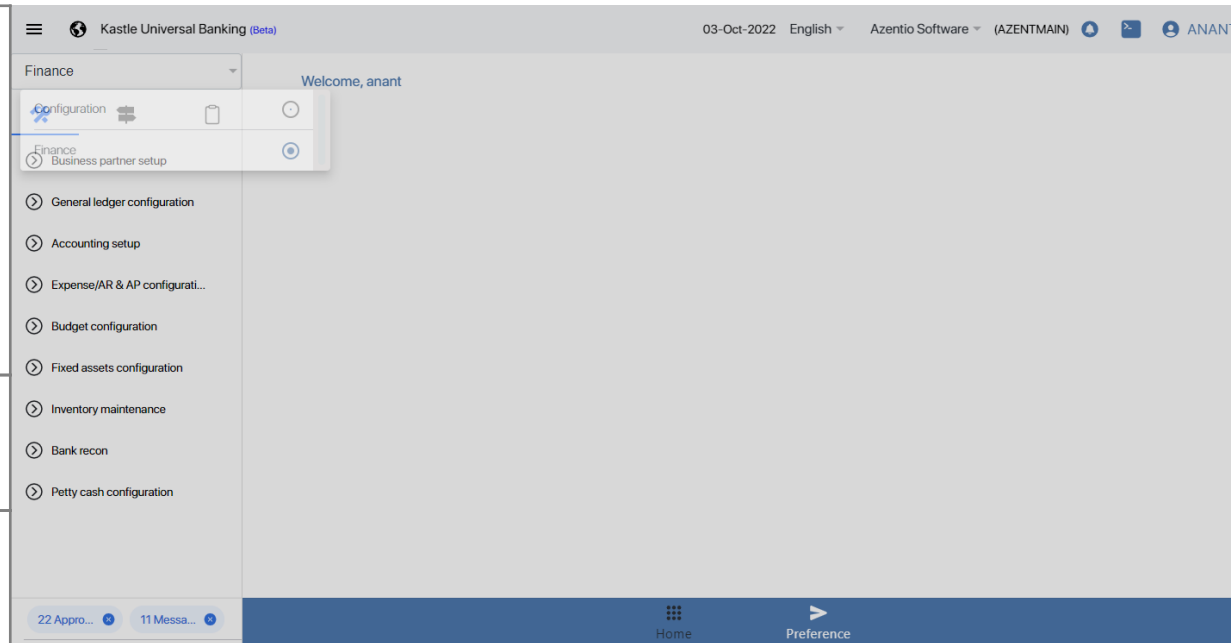 Kastle Universal Banking (Beta)
03-Oct-2022 English Azentio Software (AZENTMAIN) ANANT
Finance
Welcome, anant
Configuration
Finance
Business partner setup
General ledger configuration
Accounting setup
Expense/AR & AP configurati...
Budget configuration
Fixed assets configuration
Inventory maintenance
Bank recon
Petty cash configuration
22 Appro... 11 Messa...
Home Preference